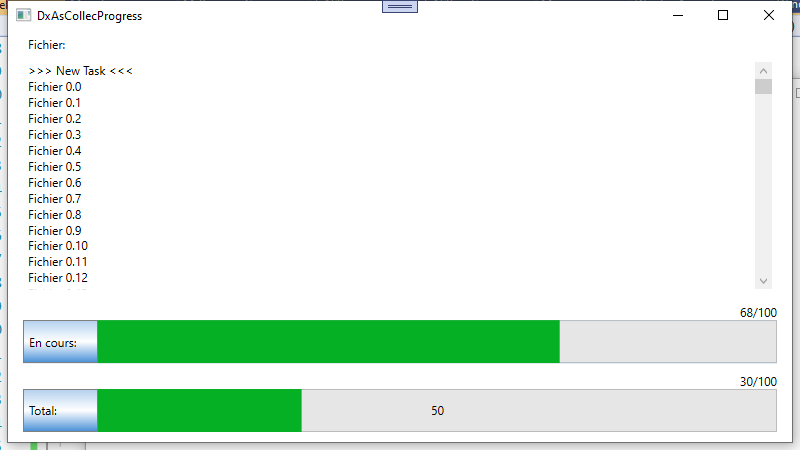 DxAsCollecProgress
Fichier:
>>> New Task <<<
Fichier 0.0
Fichier 0.1
Fichier 0.2
Fichier 0.3
Fichier 0.4
Fichier 0.5
Fichier 0.6
Fichier 0.7
Fichier 0.8
Fichier 0.9
Fichier 0.10
Fichier 0.11
Fichier 0.12
68/100
En cours:
30/100
Total:
50